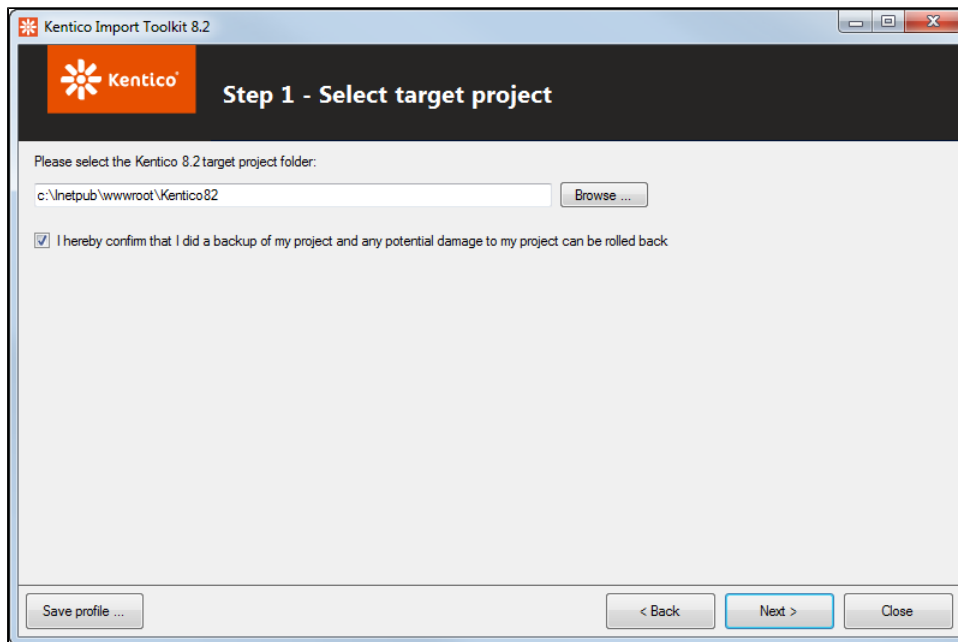 Kentico Import Toolkit 8.2
Kentico®
Step 1 - Select target project
Please select the Kentico 8.2 target project folder:
c:\Inetpub\wwwroot\Kentico82
Browse ...
I hereby confirm that I did a backup of my project and any potential damage to my project can be rolled back
Save profile ...
< Back
Next >
Close